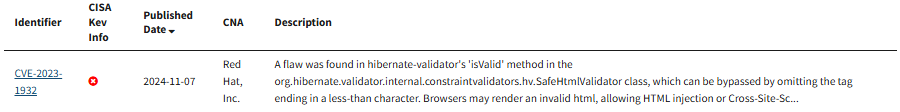 Identifier CISA Kev Info Published Date CNA Description
CVE-2023-1932 2024-11-07 Red Hat, Inc. A flaw was found in hibernate-validator's 'isValid' method in the
org.hibernate.validator.internal.constraintvalidators.hv.SafeHtmlValidator class, which can be bypassed by omitting the tag
ending in a less-than character. Browsers may render an invalid html, allowing HTML injection or Cross-Site-Sc...